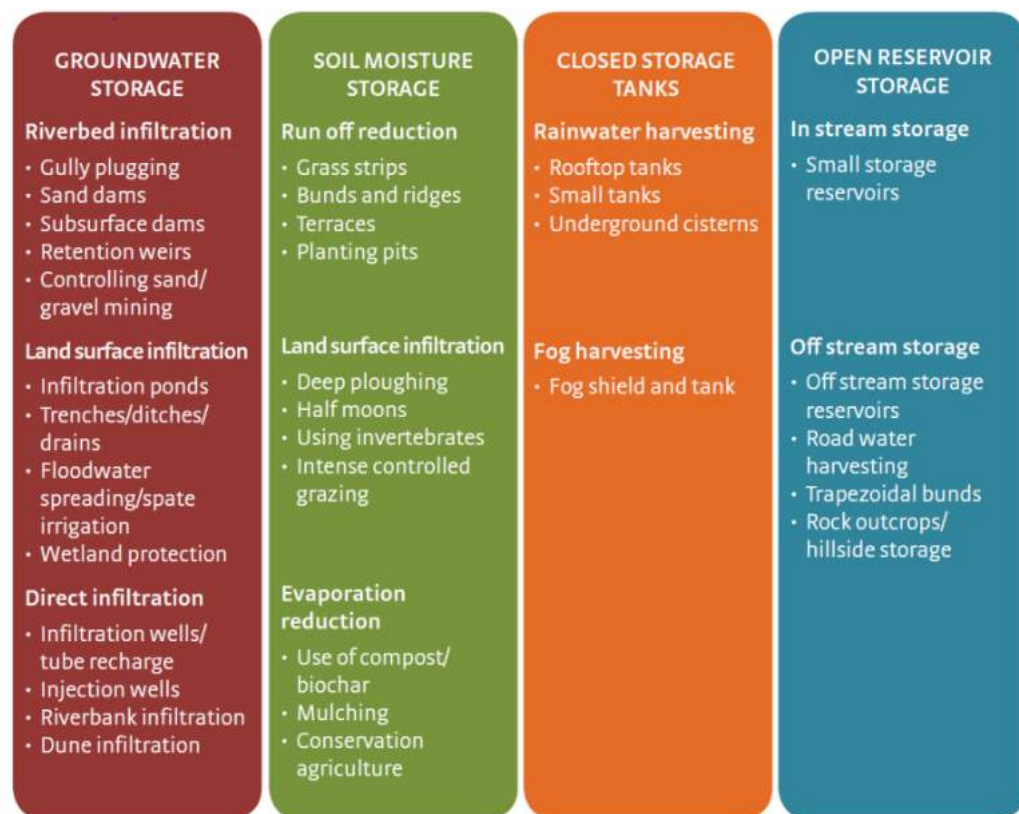 GROUNDWATER
STORAGE
Riverbed infiltration
• Gully plugging
• Sand dams
• Subsurface dams
• Retention weirs
• Controlling sand/
gravel mining
Land surface infiltration
• Infiltration ponds
• Trenches/ditches/
drains
• Floodwater
spreading/spate
irrigation
• Wetland protection
Direct infiltration
• Infiltration wells/
tube recharge
• Injection wells
• Riverbank infiltration
• Dune infiltration
SOIL MOISTURE
STORAGE
Run off reduction
• Grass strips
• Bunds and ridges
• Terraces
• Planting pits
Land surface infiltration
• Deep ploughing
• Half moons
• Using invertebrates
• Intense controlled
grazing
Evaporation
reduction
• Use of compost/
biochar
• Mulching
• Conservation
agriculture
CLOSED STORAGE
TANKS
Rainwater harvesting
• Rooftop tanks
• Small tanks
• Underground cisterns
Fog harvesting
• Fog shield and tank
OPEN RESERVOIR
STORAGE
In stream storage
• Small storage
reservoirs
Off stream storage
• Off stream storage
reservoirs
• Road water
harvesting
• Trapezoidal bunds
• Rock outcrops/
hillside storage